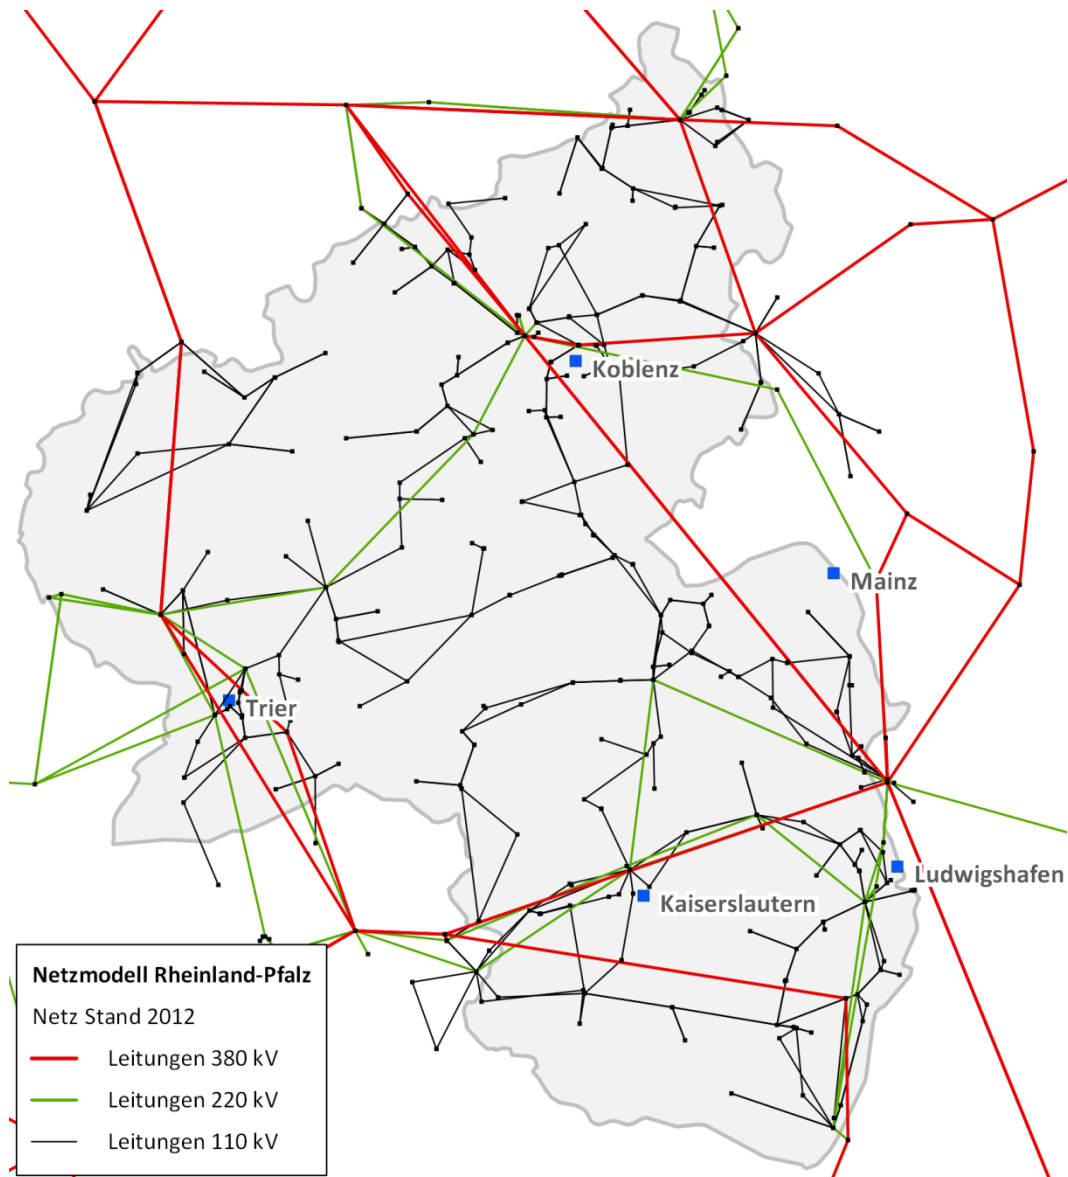 Koblenz
Mainz
Trier
Ludwigshafen
Kaiserslautern
Netzmodell Rheinland-Pfalz
Netz Stand 2012
Leitungen 380 kV
Leitungen 220 kV
Leitungen 110 kV